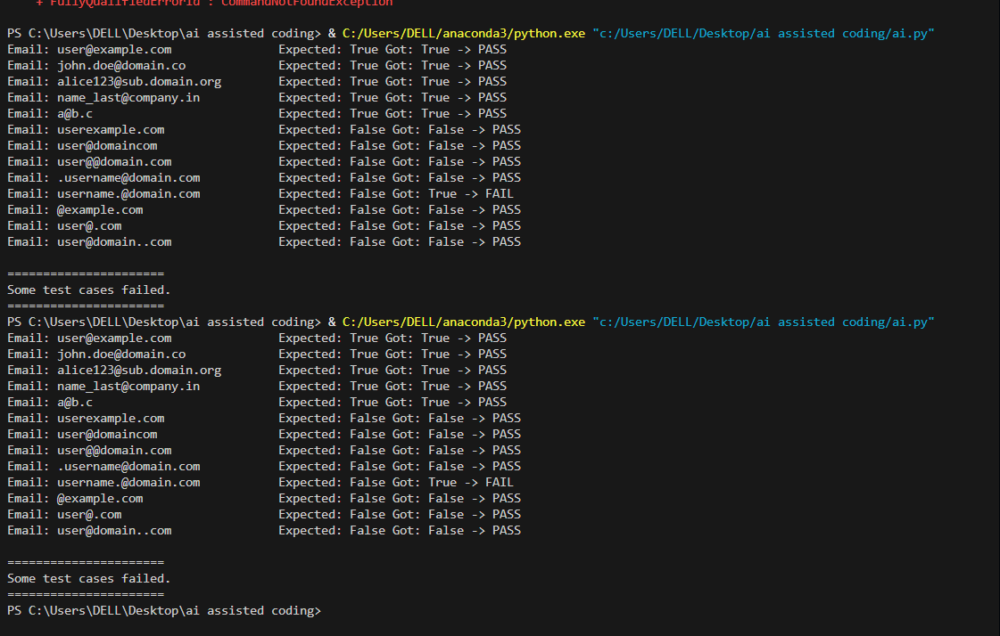 + FullyQualifiedErrorId : CommandNotFoundException
PS C:\Users\DELL\Desktop\ai assisted coding> & C:/Users/DELL/anaconda3/python.exe "c:/Users/DELL/Desktop/ai assisted coding/ai.py"
Email: user@example.com Expected: True Got: True -> PASS
Email: john.doe@domain.co Expected: True Got: True -> PASS
Email: alice123@sub.domain.org Expected: True Got: True -> PASS
Email: name_last@company.in Expected: True Got: True -> PASS
Email: a@b.c Expected: True Got: True -> PASS
Email: userexample.com Expected: False Got: False -> PASS
Email: user@domaincom Expected: False Got: False -> PASS
Email: user@@domain.com Expected: False Got: False -> PASS
Email: .username@domain.com Expected: False Got: False -> PASS
Email: username.@domain.com Expected: False Got: True -> FAIL
Email: @example.com Expected: False Got: False -> PASS
Email: user@.com Expected: False Got: False -> PASS
Email: user@domain..com Expected: False Got: False -> PASS
======================
Some test cases failed.
======================
PS C:\Users\DELL\Desktop\ai assisted coding> & C:/Users/DELL/anaconda3/python.exe "c:/Users/DELL/Desktop/ai assisted coding/ai.py"
Email: user@example.com Expected: True Got: True -> PASS
Email: john.doe@domain.co Expected: True Got: True -> PASS
Email: alice123@sub.domain.org Expected: True Got: True -> PASS
Email: name_last@company.in Expected: True Got: True -> PASS
Email: a@b.c Expected: True Got: True -> PASS
Email: userexample.com Expected: False Got: False -> PASS
Email: user@domaincom Expected: False Got: False -> PASS
Email: user@@domain.com Expected: False Got: False -> PASS
Email: .username@domain.com Expected: False Got: False -> PASS
Email: username.@domain.com Expected: False Got: True -> FAIL
Email: @example.com Expected: False Got: False -> PASS
Email: user@.com Expected: False Got: False -> PASS
Email: user@domain..com Expected: False Got: False -> PASS
======================
Some test cases failed.
======================
PS C:\Users\DELL\Desktop\ai assisted coding>